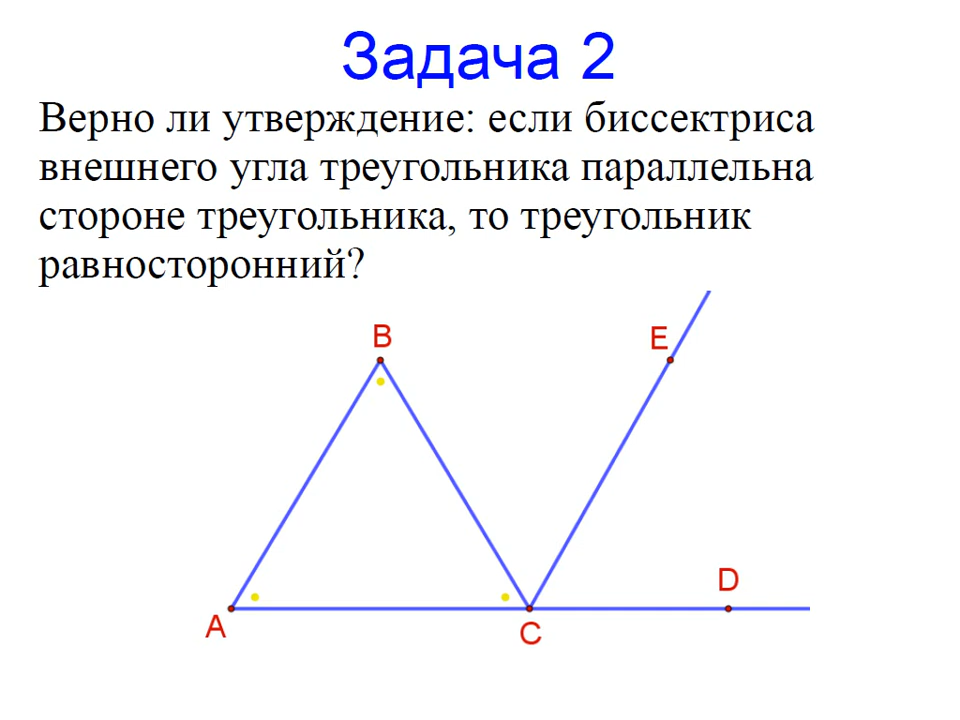 Задача 2
Верно ли утверждение: если биссектриса
внешнего угла треугольника параллельна
стороне треугольника, то треугольник
равносторонний?
B
E
D
A
C